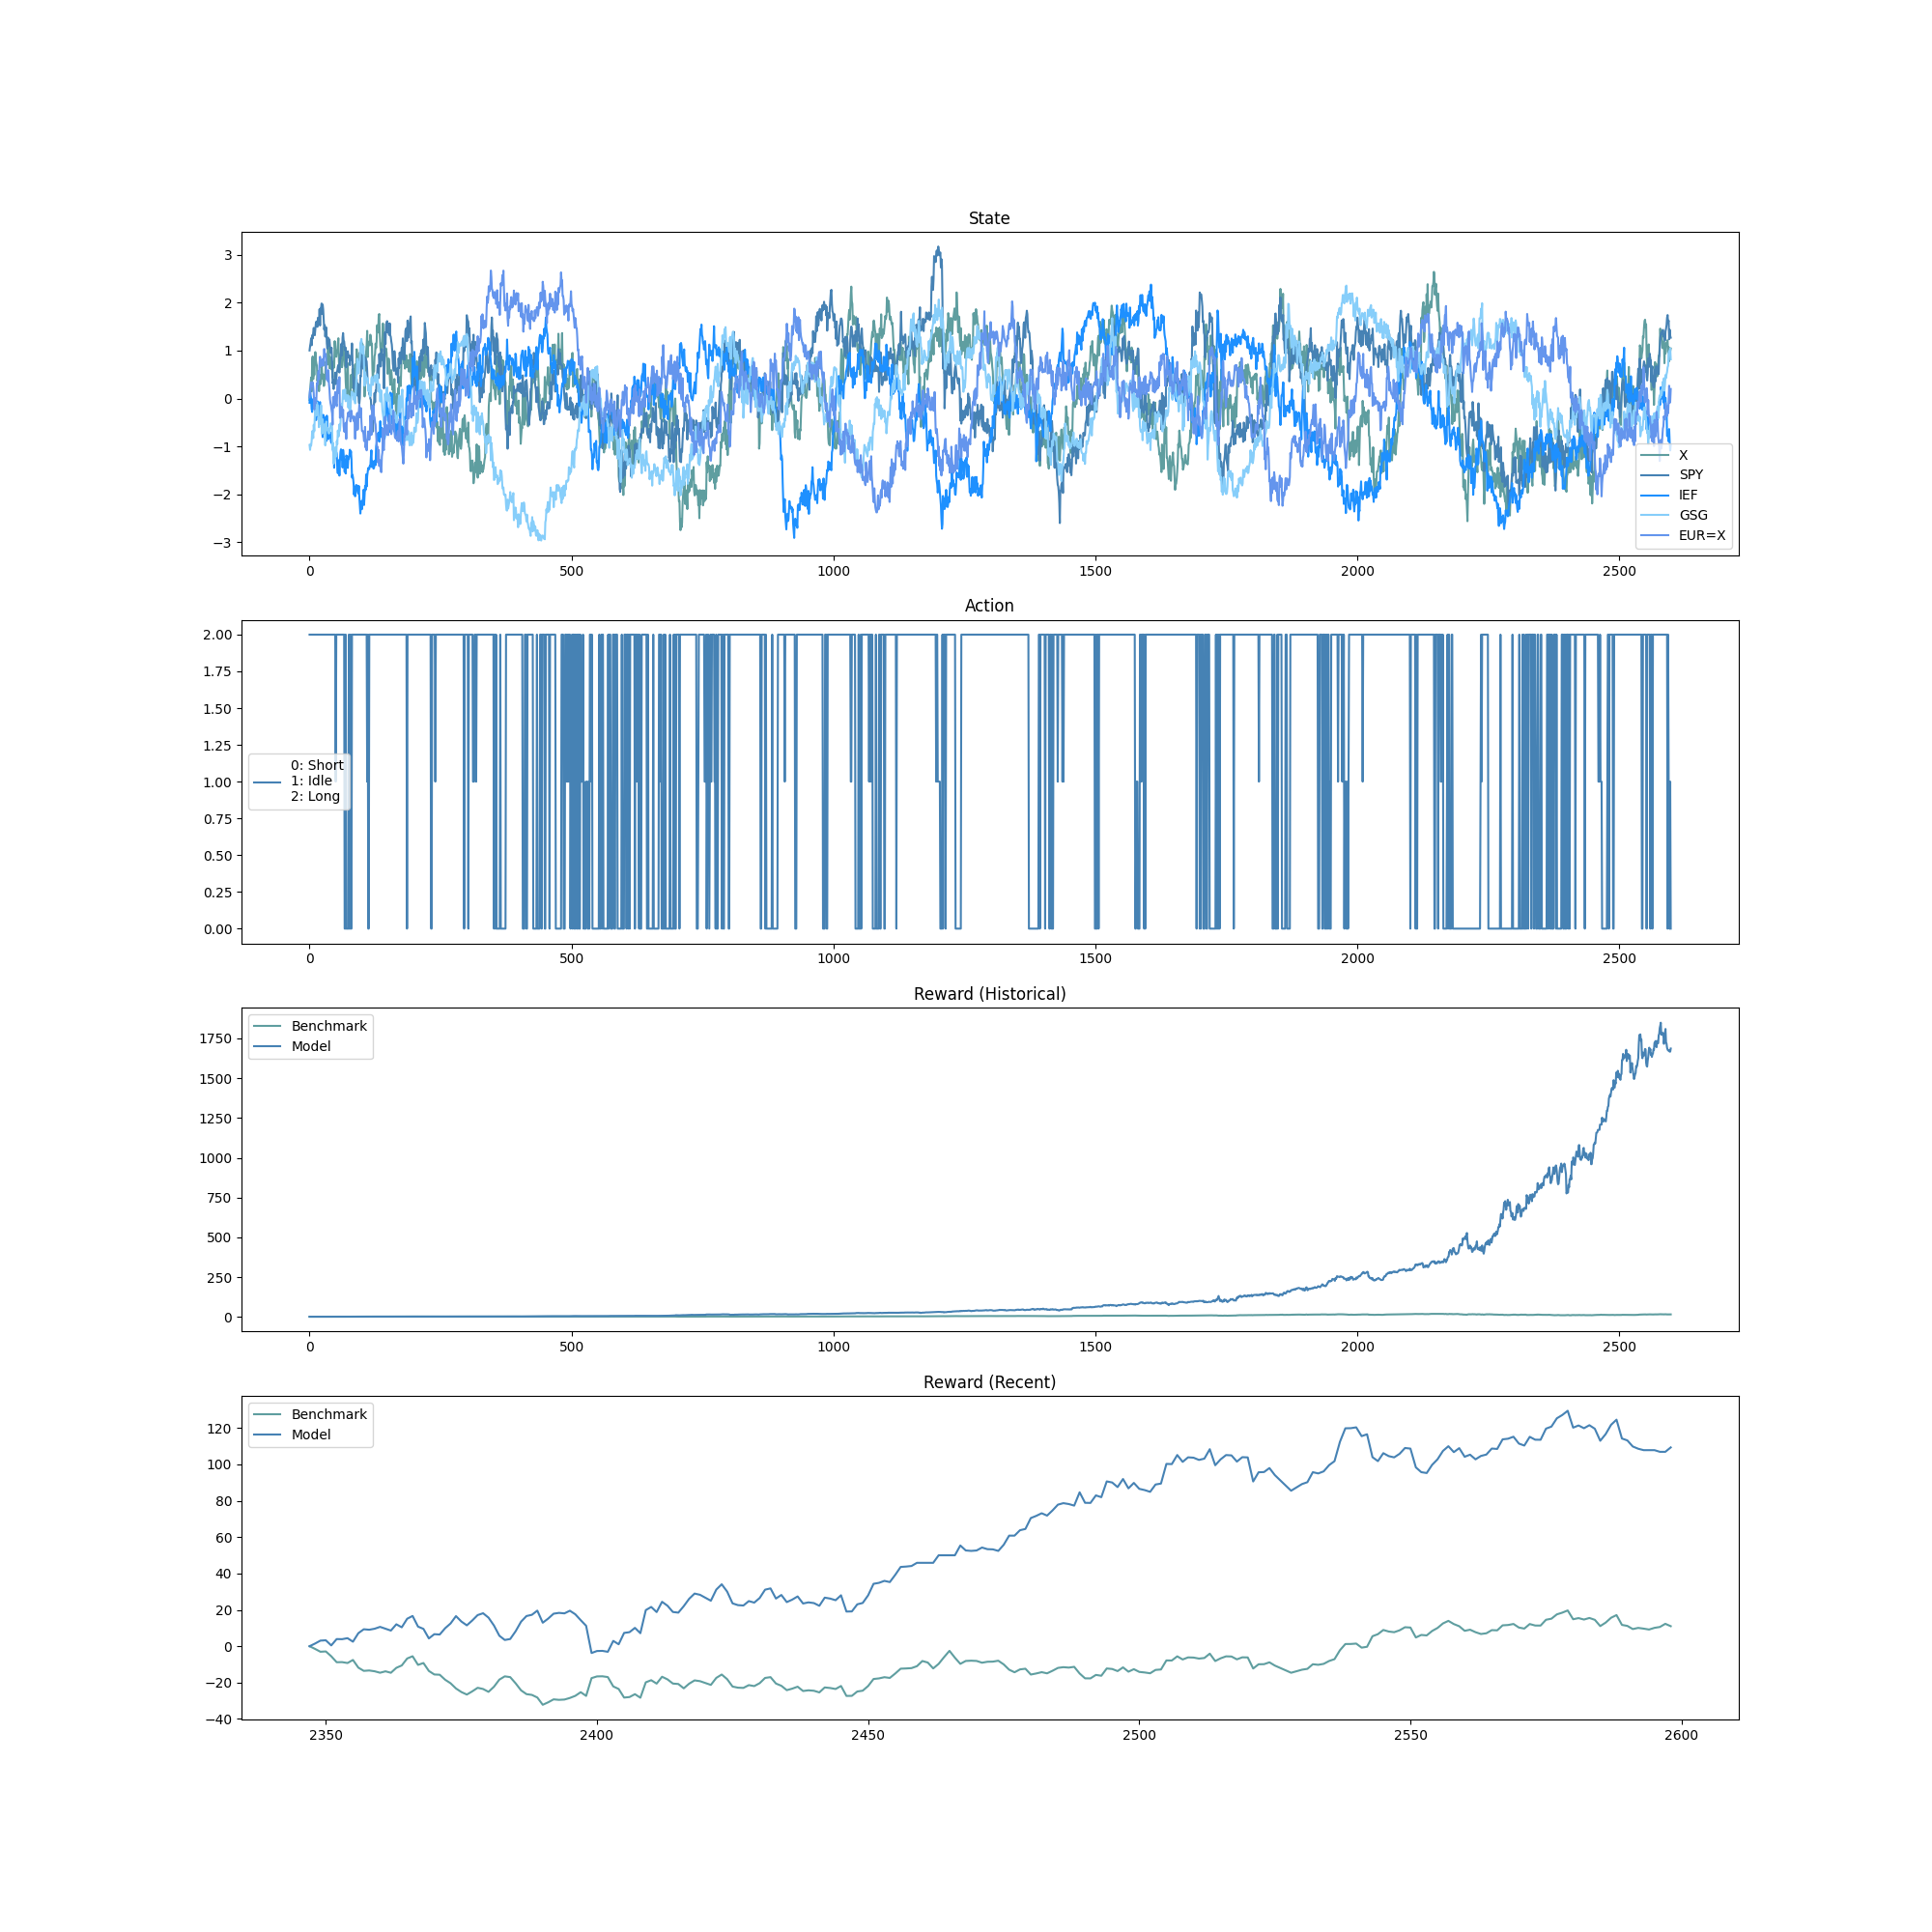 State
3
2
1
0
−1
−2
−3
X
SPY
IEF
GSG
EUR=X
0 500 1000 1500 2000 2500
Action
2.00
1.75
1.50
1.25
1.00
0.75
0.50
0.25
0.00
0: Short
1: Idle
2: Long
0 500 1000 1500 2000 2500
Reward (Historical)
Benchmark
Model
1750
1500
1250
1000
750
500
250
0
0 500 1000 1500 2000 2500
Reward (Recent)
Benchmark
Model
120
100
80
60
40
20
0
−20
−40
2350 2400 2450 2500 2550 2600